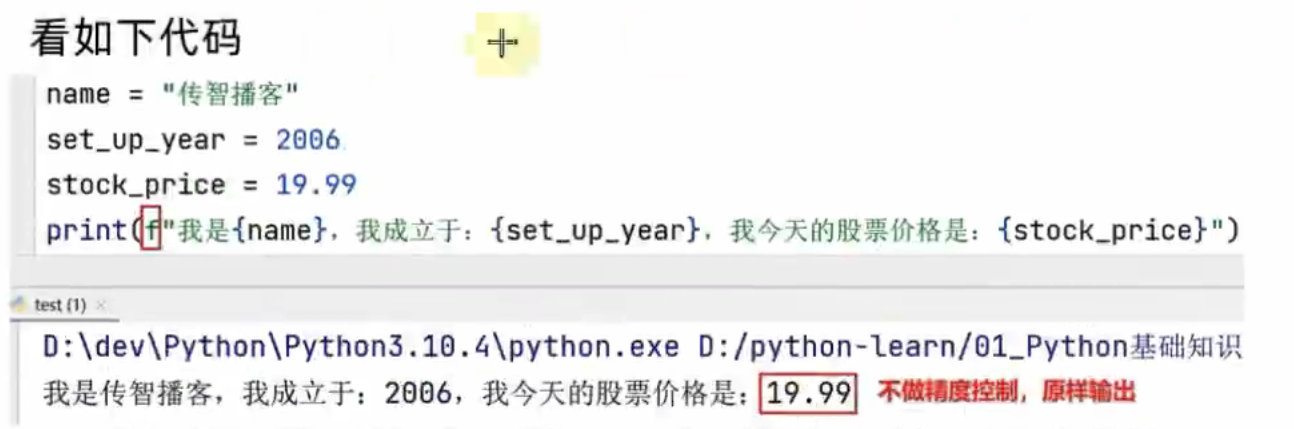 看如下代码
name = "传智播客"
set_up_year = 2006
stock_price = 19.99
print(f"我是{name}，我成立于：{set_up_year}，我今天的股票价格是：{stock_price}")
test (1) ×
D:\dev\Python\Python3.10.4\python.exe D:/python-learn/01_Python基础知识
我是传智播客，我成立于：2006，我今天的股票价格是：19.99 不做精度控制，原样输出